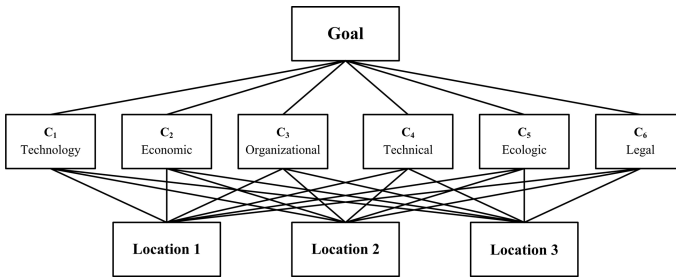 Goal
C₁
Technology
C₂
Economic
C₃
Organizational
C₄
Technical
C₅
Ecologic
C₆
Legal
Location 1
Location 2
Location 3